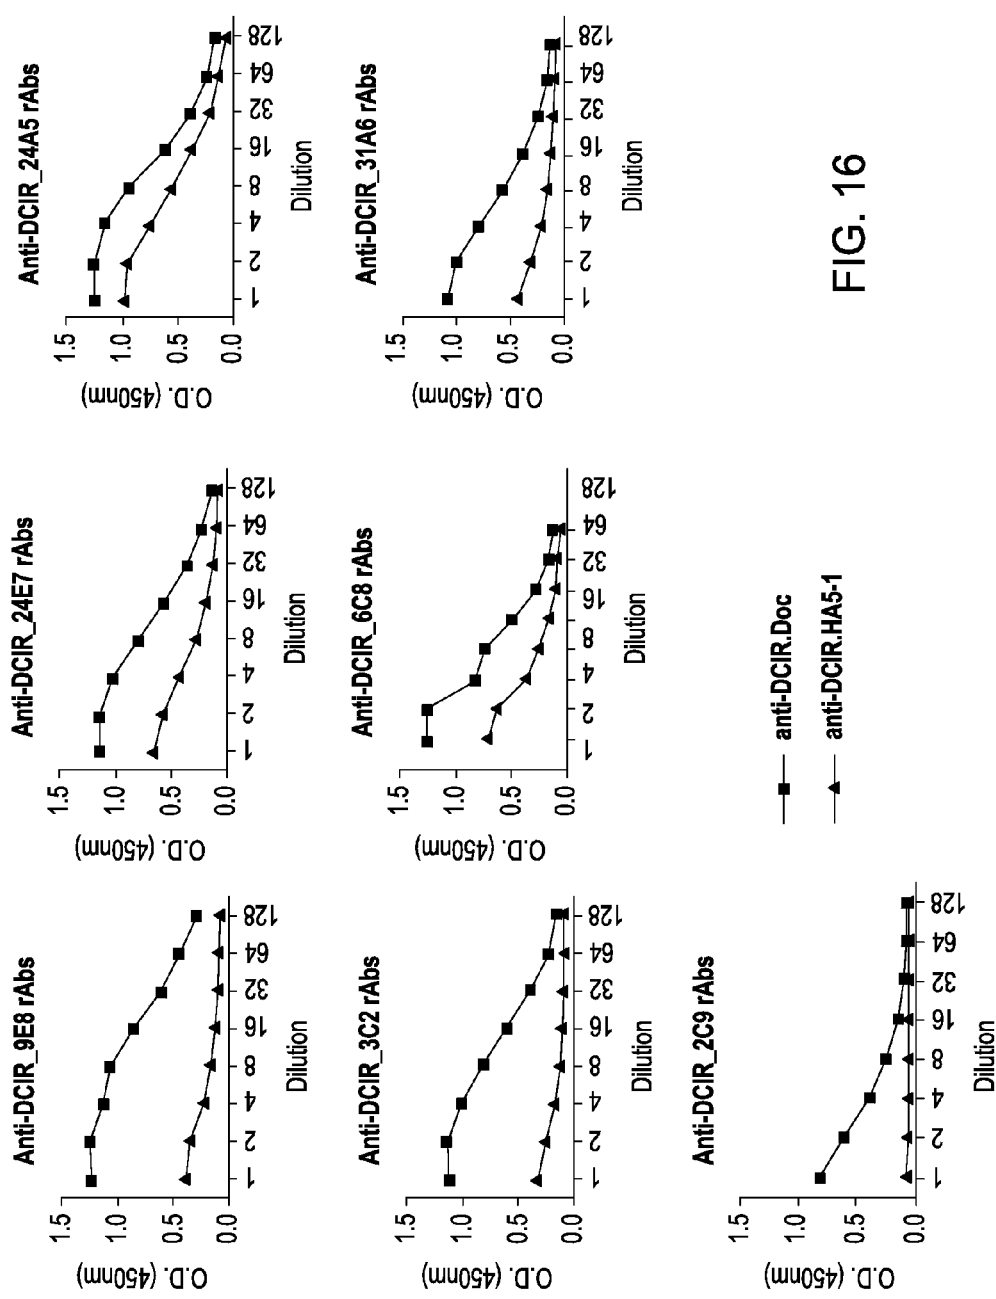 Anti-DCIR_9E8 rAbs
O.D. (450nm)
1.5
1.0
0.5
0.0
1 2 4 8 16 32 64 128
Dilution
Anti-DCIR_24E7 rAbs
O.D. (450nm)
1.5
1.0
0.5
0.0
1 2 4 8 16 32 64 128
Dilution
Anti-DCIR_24A5 rAbs
O.D. (450nm)
1.5
1.0
0.5
0.0
1 2 4 8 16 32 64 128
Dilution
Anti-DCIR_3C2 rAbs
O.D. (450nm)
1.5
1.0
0.5
0.0
1 2 4 8 16 32 64 128
Dilution
Anti-DCIR_6C8 rAbs
O.D. (450nm)
1.5
1.0
0.5
0.0
1 2 4 8 16 32 64 128
Dilution
Anti-DCIR_31A6 rAbs
O.D. (450nm)
1.5
1.0
0.5
0.0
1 2 4 8 16 32 64 128
Dilution
Anti-DCIR_2C9 rAbs
O.D. (450nm)
1.5
1.0
0.5
0.0
1 2 4 8 16 32 64 128
Dilution
anti-DCIR.Doc
anti-DCIR.HA5-1
FIG. 16